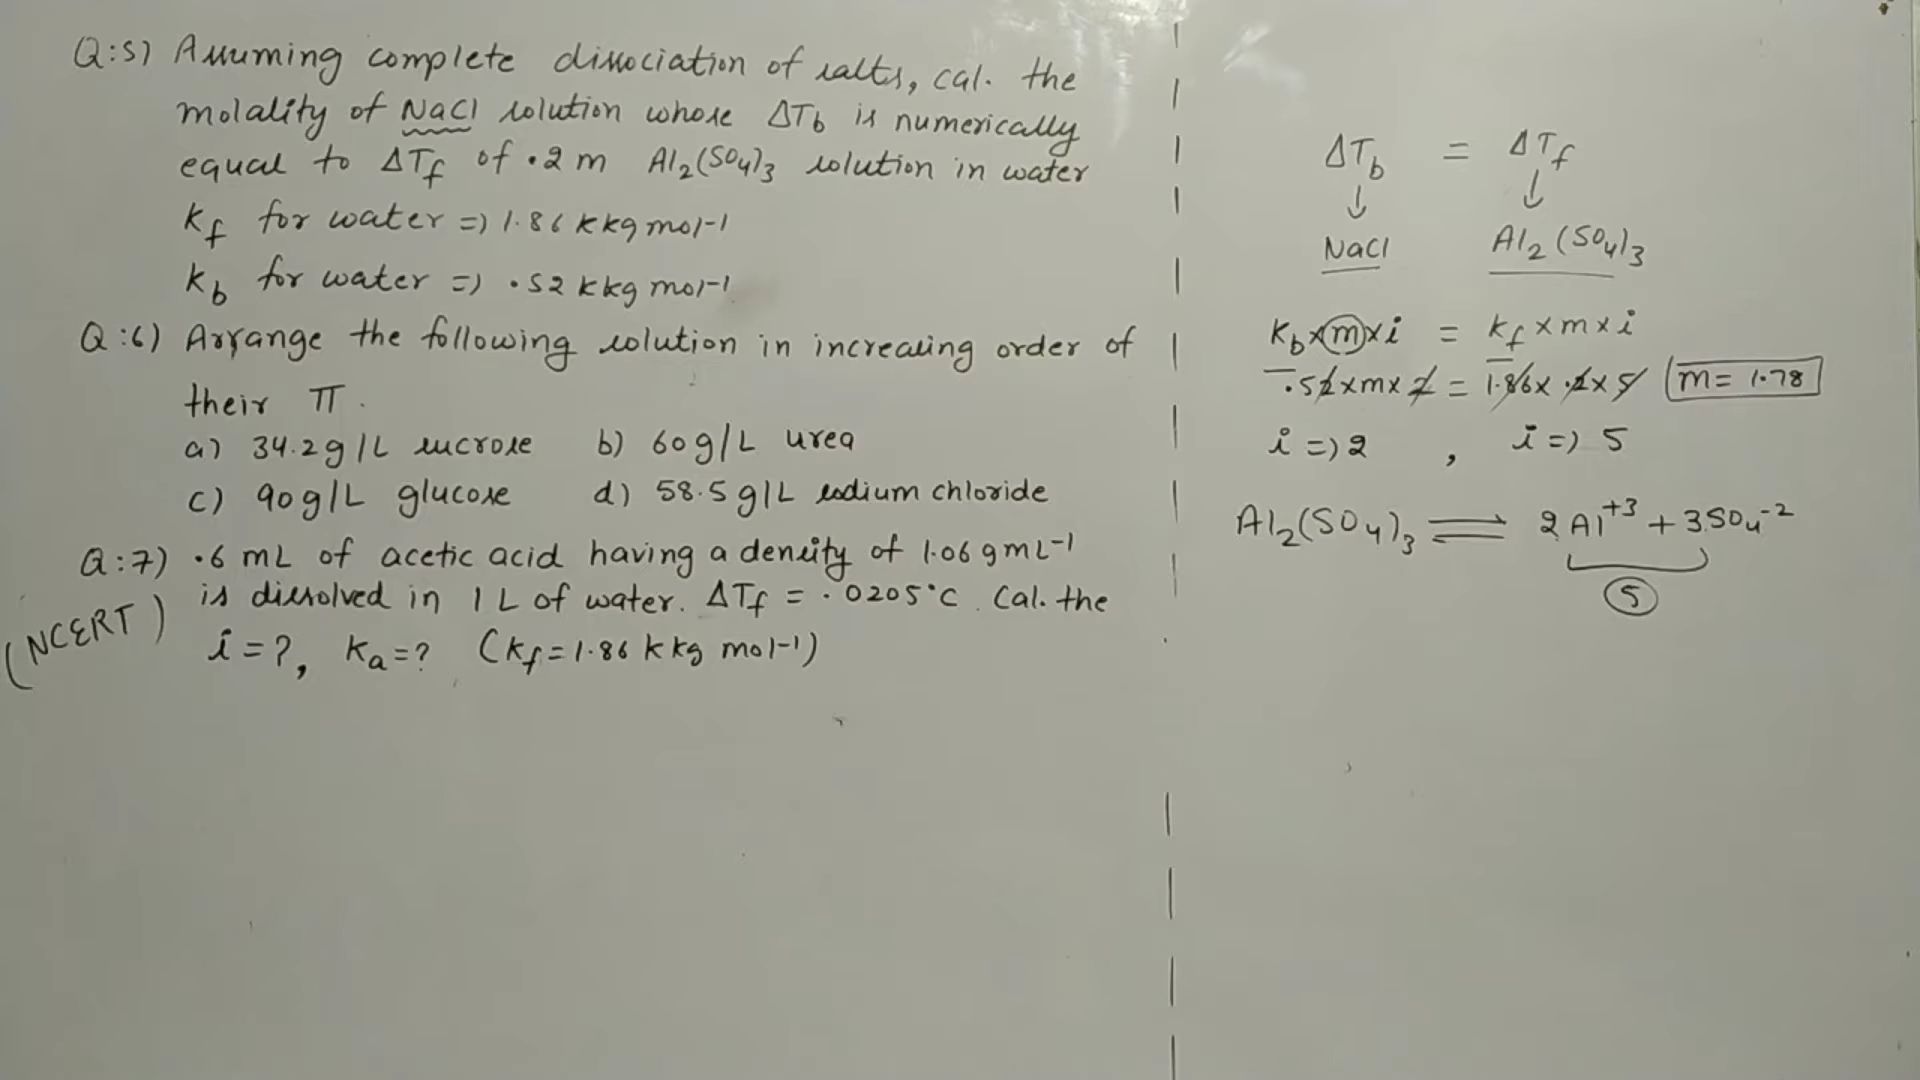 Q:5) Assuming complete dissociation of salts, cal. the
molality of NaCl solution whose ΔTb is numerically
equal to ΔTf of .2 m Al2(SO4)3 solution in water
Kf for water => 1.86 K kg mol-1
Kb for water => .52 K kg mol-1
Q:6) Arrange the following solution in increasing order of
their π.
a) 34.2 g/L sucrose b) 60 g/L urea
c) 90 g/L glucose d) 58.5 g/L sodium chloride
Q:7) .6 mL of acetic acid having a density of 1.06 g mL-1
(NCERT) is dissolved in 1 L of water. ΔTf = .0205°C. Cal. the
i = ?, Ka = ? (Kf = 1.86 K kg mol-1)
ΔTb = ΔTf
↓ ↓
NaCl Al2(SO4)3
Kb x m x i = Kf x m x i
.52 x m x 2 = 1.86 x .2 x 5 m = 1.78
i => 2 , i => 5
Al2(SO4)3 ⇌ 2Al+3 + 3SO4-2
5